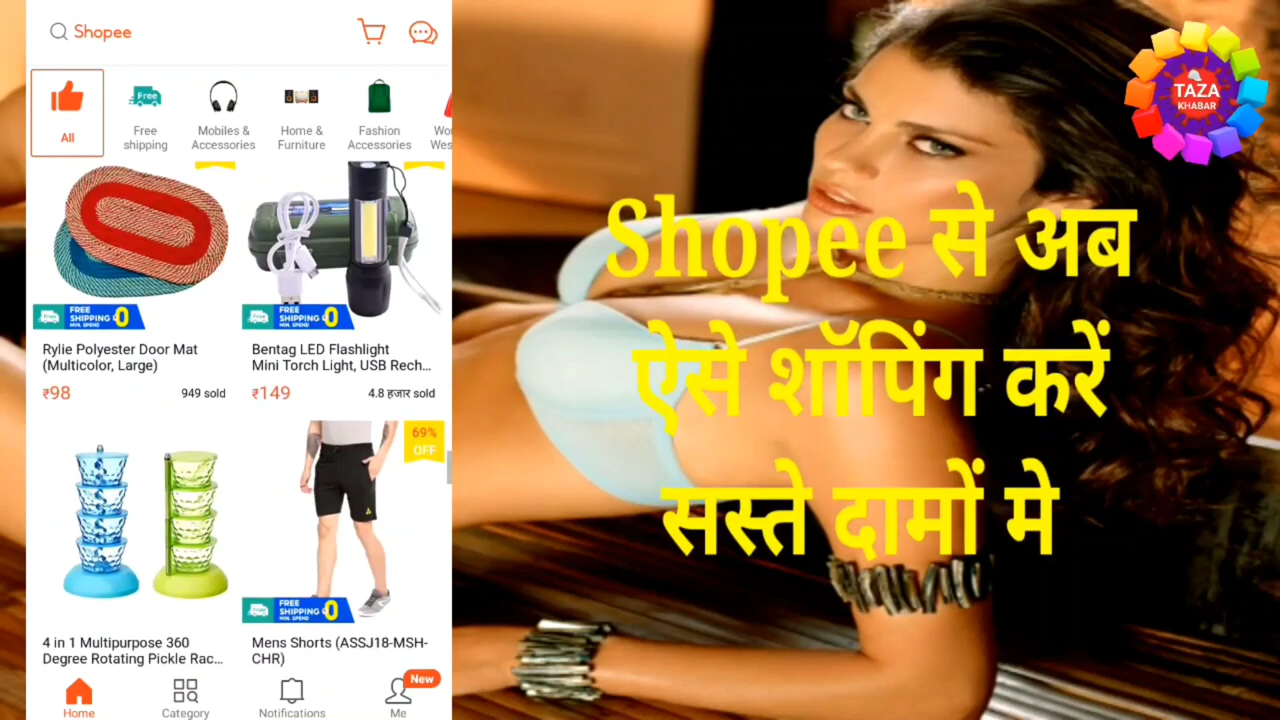 Shopee
All
Free
shipping
Mobiles &
Accessories
Home &
Furniture
Fashion
Accessories
Wo
Wes
FREE
SHIPPING 0
MIN. SPEND
Rylie Polyester Door Mat
(Multicolor, Large)
₹98
949 sold
FREE
SHIPPING 0
MIN. SPEND
Bentag LED Flashlight
Mini Torch Light, USB Rech...
₹149
4.8 हजार sold
4 in 1 Multipurpose 360
Degree Rotating Pickle Rac...
69%
OFF
FREE
SHIPPING 0
MIN. SPEND
Mens Shorts (ASSJ18-MSH-
CHR)
Home
Category
Notifications
Me
New
TAZA
KHABAR
Shopee से अब
ऐसे शॉपिंग करें
सस्ते दामों मे